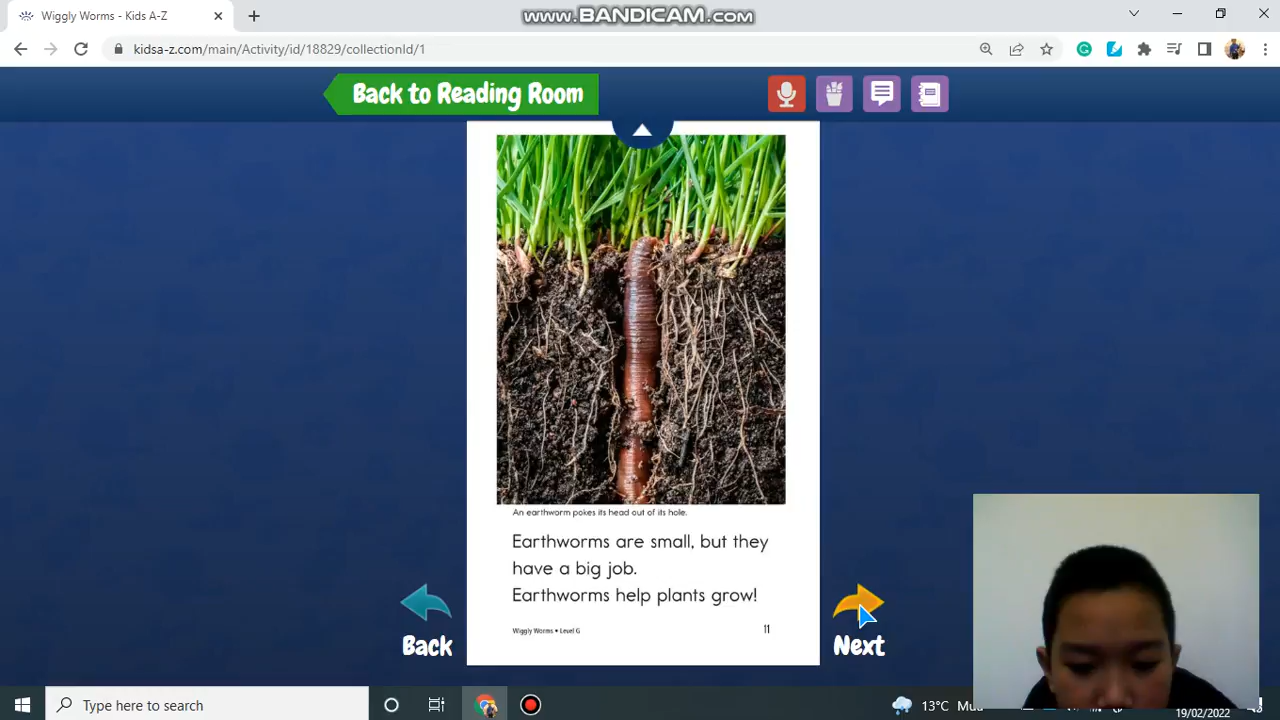 Wiggly Worms - Kids A-Z
www.BANDICAM.com
kidsa-z.com/main/Activity/id/18829/collectionId/1
Back to Reading Room
An earthworm pokes its head out of its hole.
Earthworms are small, but they
have a big job.
Earthworms help plants grow!
Wiggly Worms • Level G
11
Back
Next
Type here to search
13°C
19/02/2022